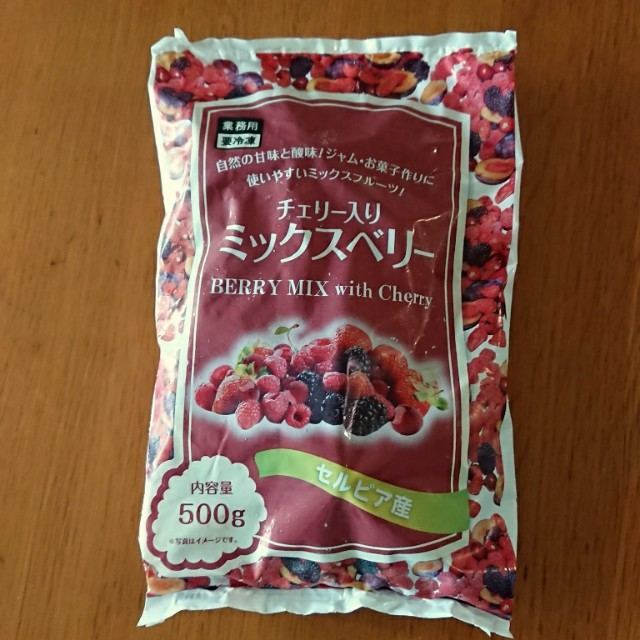 業務用
要冷凍
自然の甘味と酸味!ジャム・お菓子作りに
使いやすいミックスフルーツ!
チェリー入り
ミックスベリー
BERRY MIX with Cherry
セルビア産
内容量
500g
※写真はイメージです。